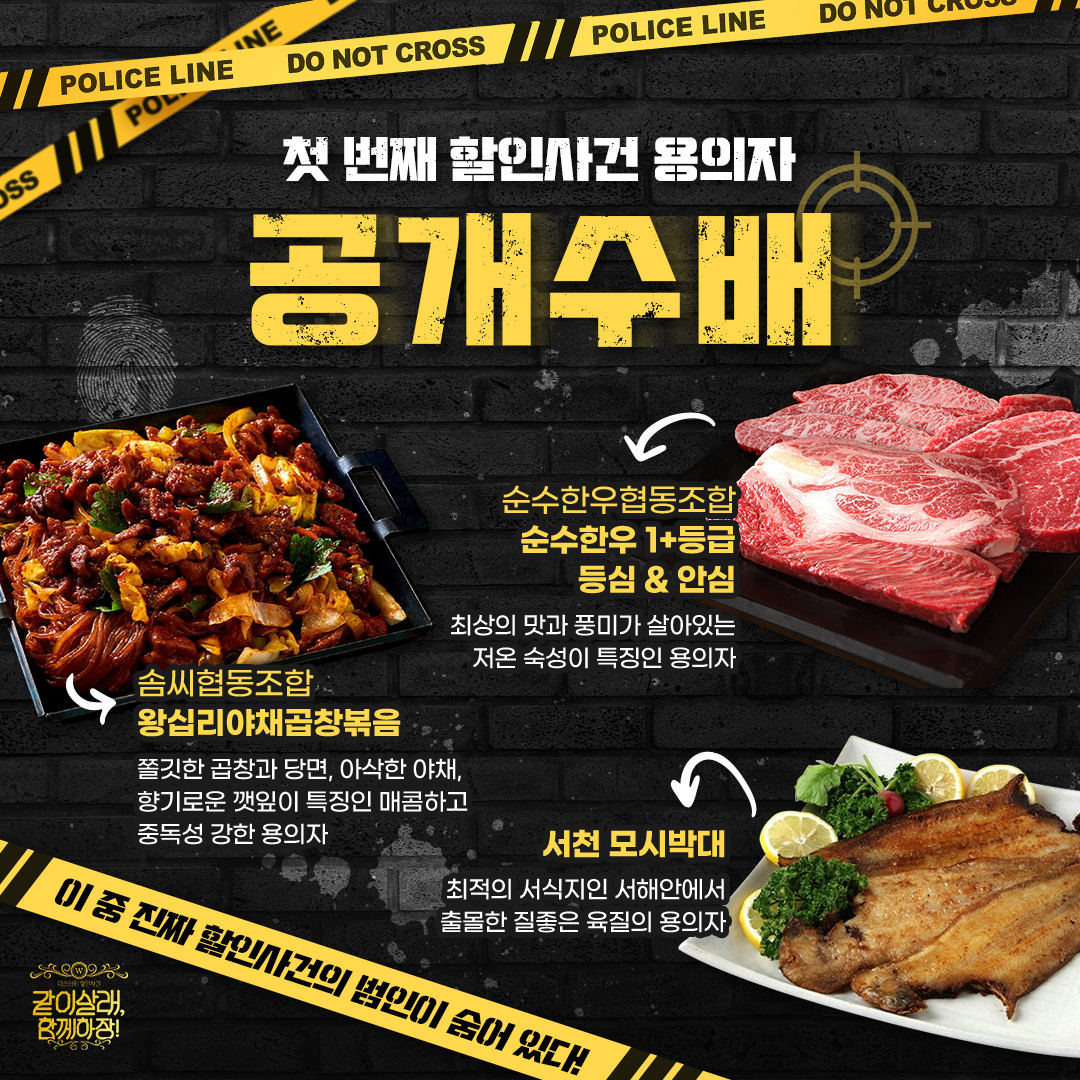 POLICE LINE DO NOT CROSS POLICE LINE DO NOT CROSS
POL INE
OSS
첫 번째 할인사건 용의자
공개수배
순수한우협동조합
순수한우 1+등급
등심 & 안심
최상의 맛과 풍미가 살아있는
저온 숙성이 특징인 용의자
솜씨협동조합
왕십리야채곱창볶음
쫄깃한 곱창과 당면, 아삭한 야채,
향기로운 깻잎이 특징인 매콤하고
중독성 강한 용의자
서천 모시박대
최적의 서식지인 서해안에서
출몰한 질좋은 육질의 용의자
이 중 진짜 할인사건의 범인이 숨어 있다!
W
같이살래,
함께하장!